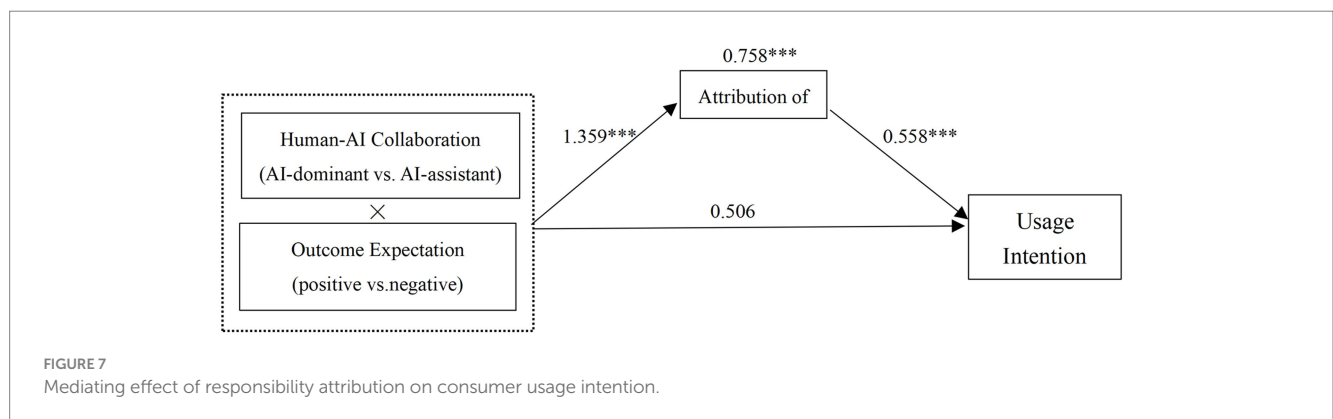 0.758***
Attribution of
1.359***
0.558***
Human-AI Collaboration
(AI-dominant vs. AI-assistant)
×
Outcome Expectation
(positive vs.negative)
0.506
Usage
Intention
FIGURE 7
Mediating effect of responsibility attribution on consumer usage intention.